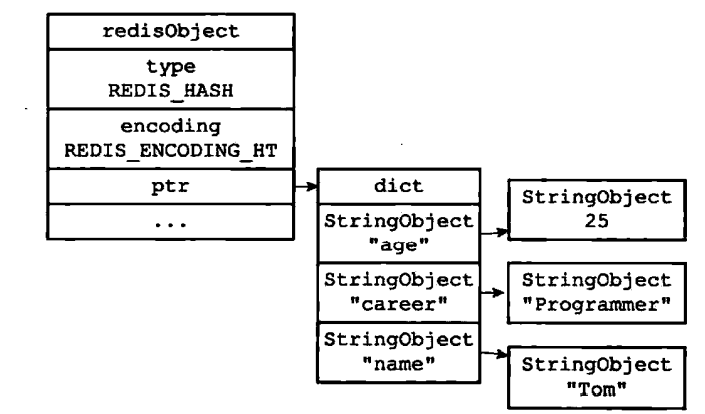 redisObject
type
REDIS_HASH
encoding
REDIS_ENCODING_HT
ptr
...
dict
StringObject
"age"
StringObject
"career"
StringObject
"name"
StringObject
25
StringObject
"Programmer"
StringObject
"Tom"